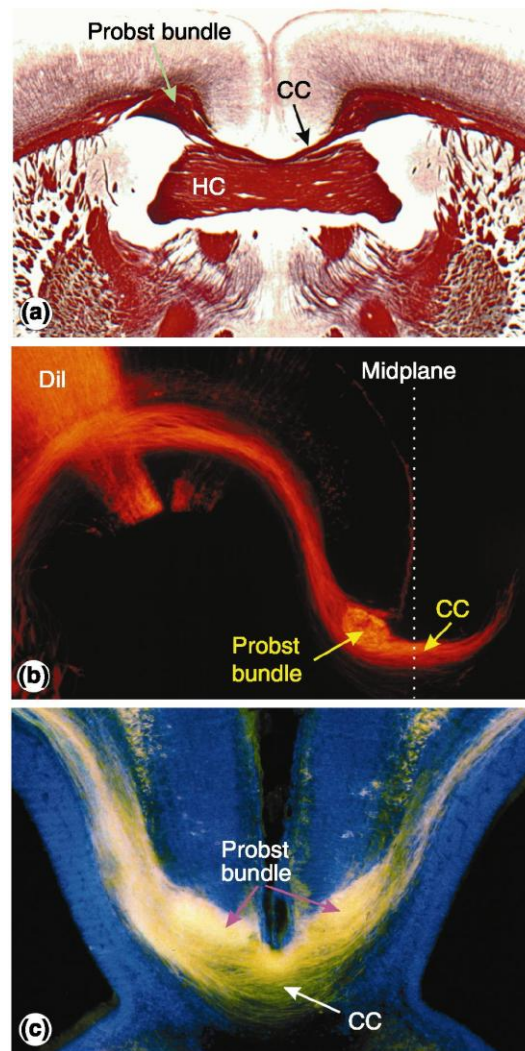 Probst bundle
CC
HC
(a)
DiI
Midplane
CC
Probst
bundle
(b)
Probst
bundle
CC
(c)